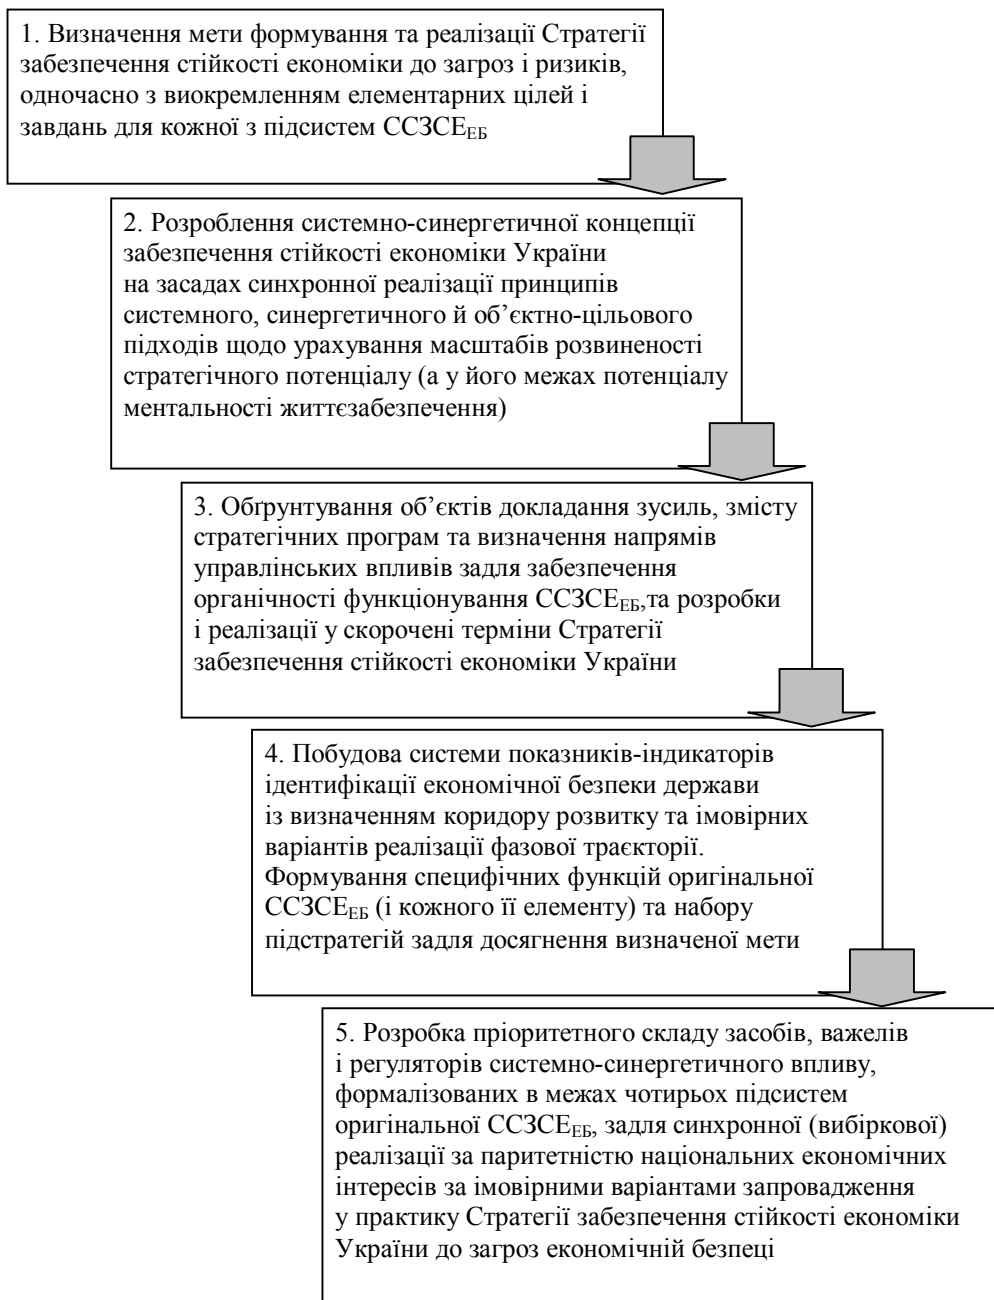 1. Визначення мети формування та реалізації Стратегії
забезпечення стійкості економіки до загроз і ризиків,
одночасно з виокремленням елементарних цілей і
завдань для кожної з підсистем ССЗСЕЕБ
2. Розроблення системно-синергетичної концепції
забезпечення стійкості економіки України
на засадах синхронної реалізації принципів
системного, синергетичного й об’єктно-цільового
підходів щодо урахування масштабів розвиненості
стратегічного потенціалу (а у його межах потенціалу
ментальності життєзабезпечення)
3. Обґрунтування об’єктів докладання зусиль, змісту
стратегічних програм та визначення напрямів
управлінських впливів задля забезпечення
органічності функціонування ССЗСЕЕБ,та розробки
і реалізації у скорочені терміни Стратегії
забезпечення стійкості економіки України
4. Побудова системи показників-індикаторів
ідентифікації економічної безпеки держави
із визначенням коридору розвитку та імовірних
варіантів реалізації фазової траєкторії.
Формування специфічних функцій оригінальної
ССЗСЕЕБ (і кожного її елементу) та набору
підстратегій задля досягнення визначеної мети
5. Розробка пріоритетного складу засобів, важелів
і регуляторів системно-синергетичного впливу,
формалізованих в межах чотирьох підсистем
оригінальної ССЗСЕЕБ, задля синхронної (вибіркової)
реалізації за паритетністю національних економічних
інтересів за імовірними варіантами запровадження
у практику Стратегії забезпечення стійкості економіки
України до загроз економічній безпеці